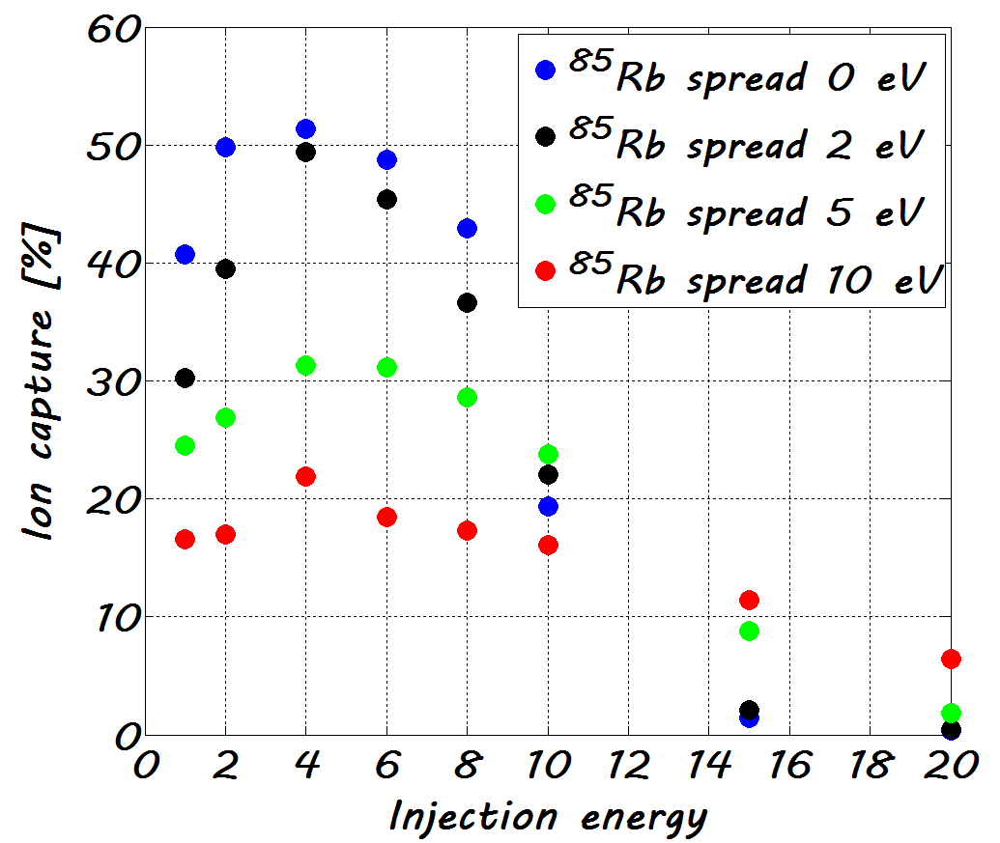 60
50
40
30
20
10
0
Ion capture [%]
⁸⁵Rb spread 0 eV
⁸⁵Rb spread 2 eV
⁸⁵Rb spread 5 eV
⁸⁵Rb spread 10 eV
0 2 4 6 8 10 12 14 16 18 20
Injection energy